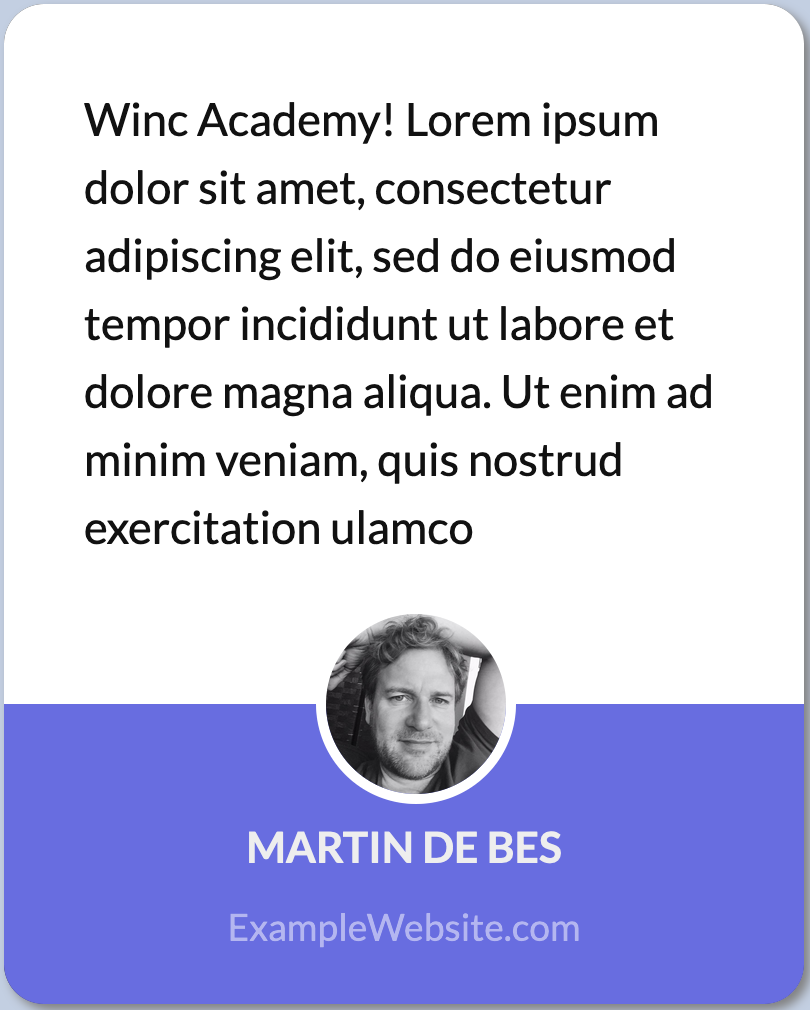 Winc Academy! Lorem ipsum
dolor sit amet, consectetur
adipiscing elit, sed do eiusmod
tempor incididunt ut labore et
dolore magna aliqua. Ut enim ad
minim veniam, quis nostrud
exercitation ulamco
MARTIN DE BES
ExampleWebsite.com